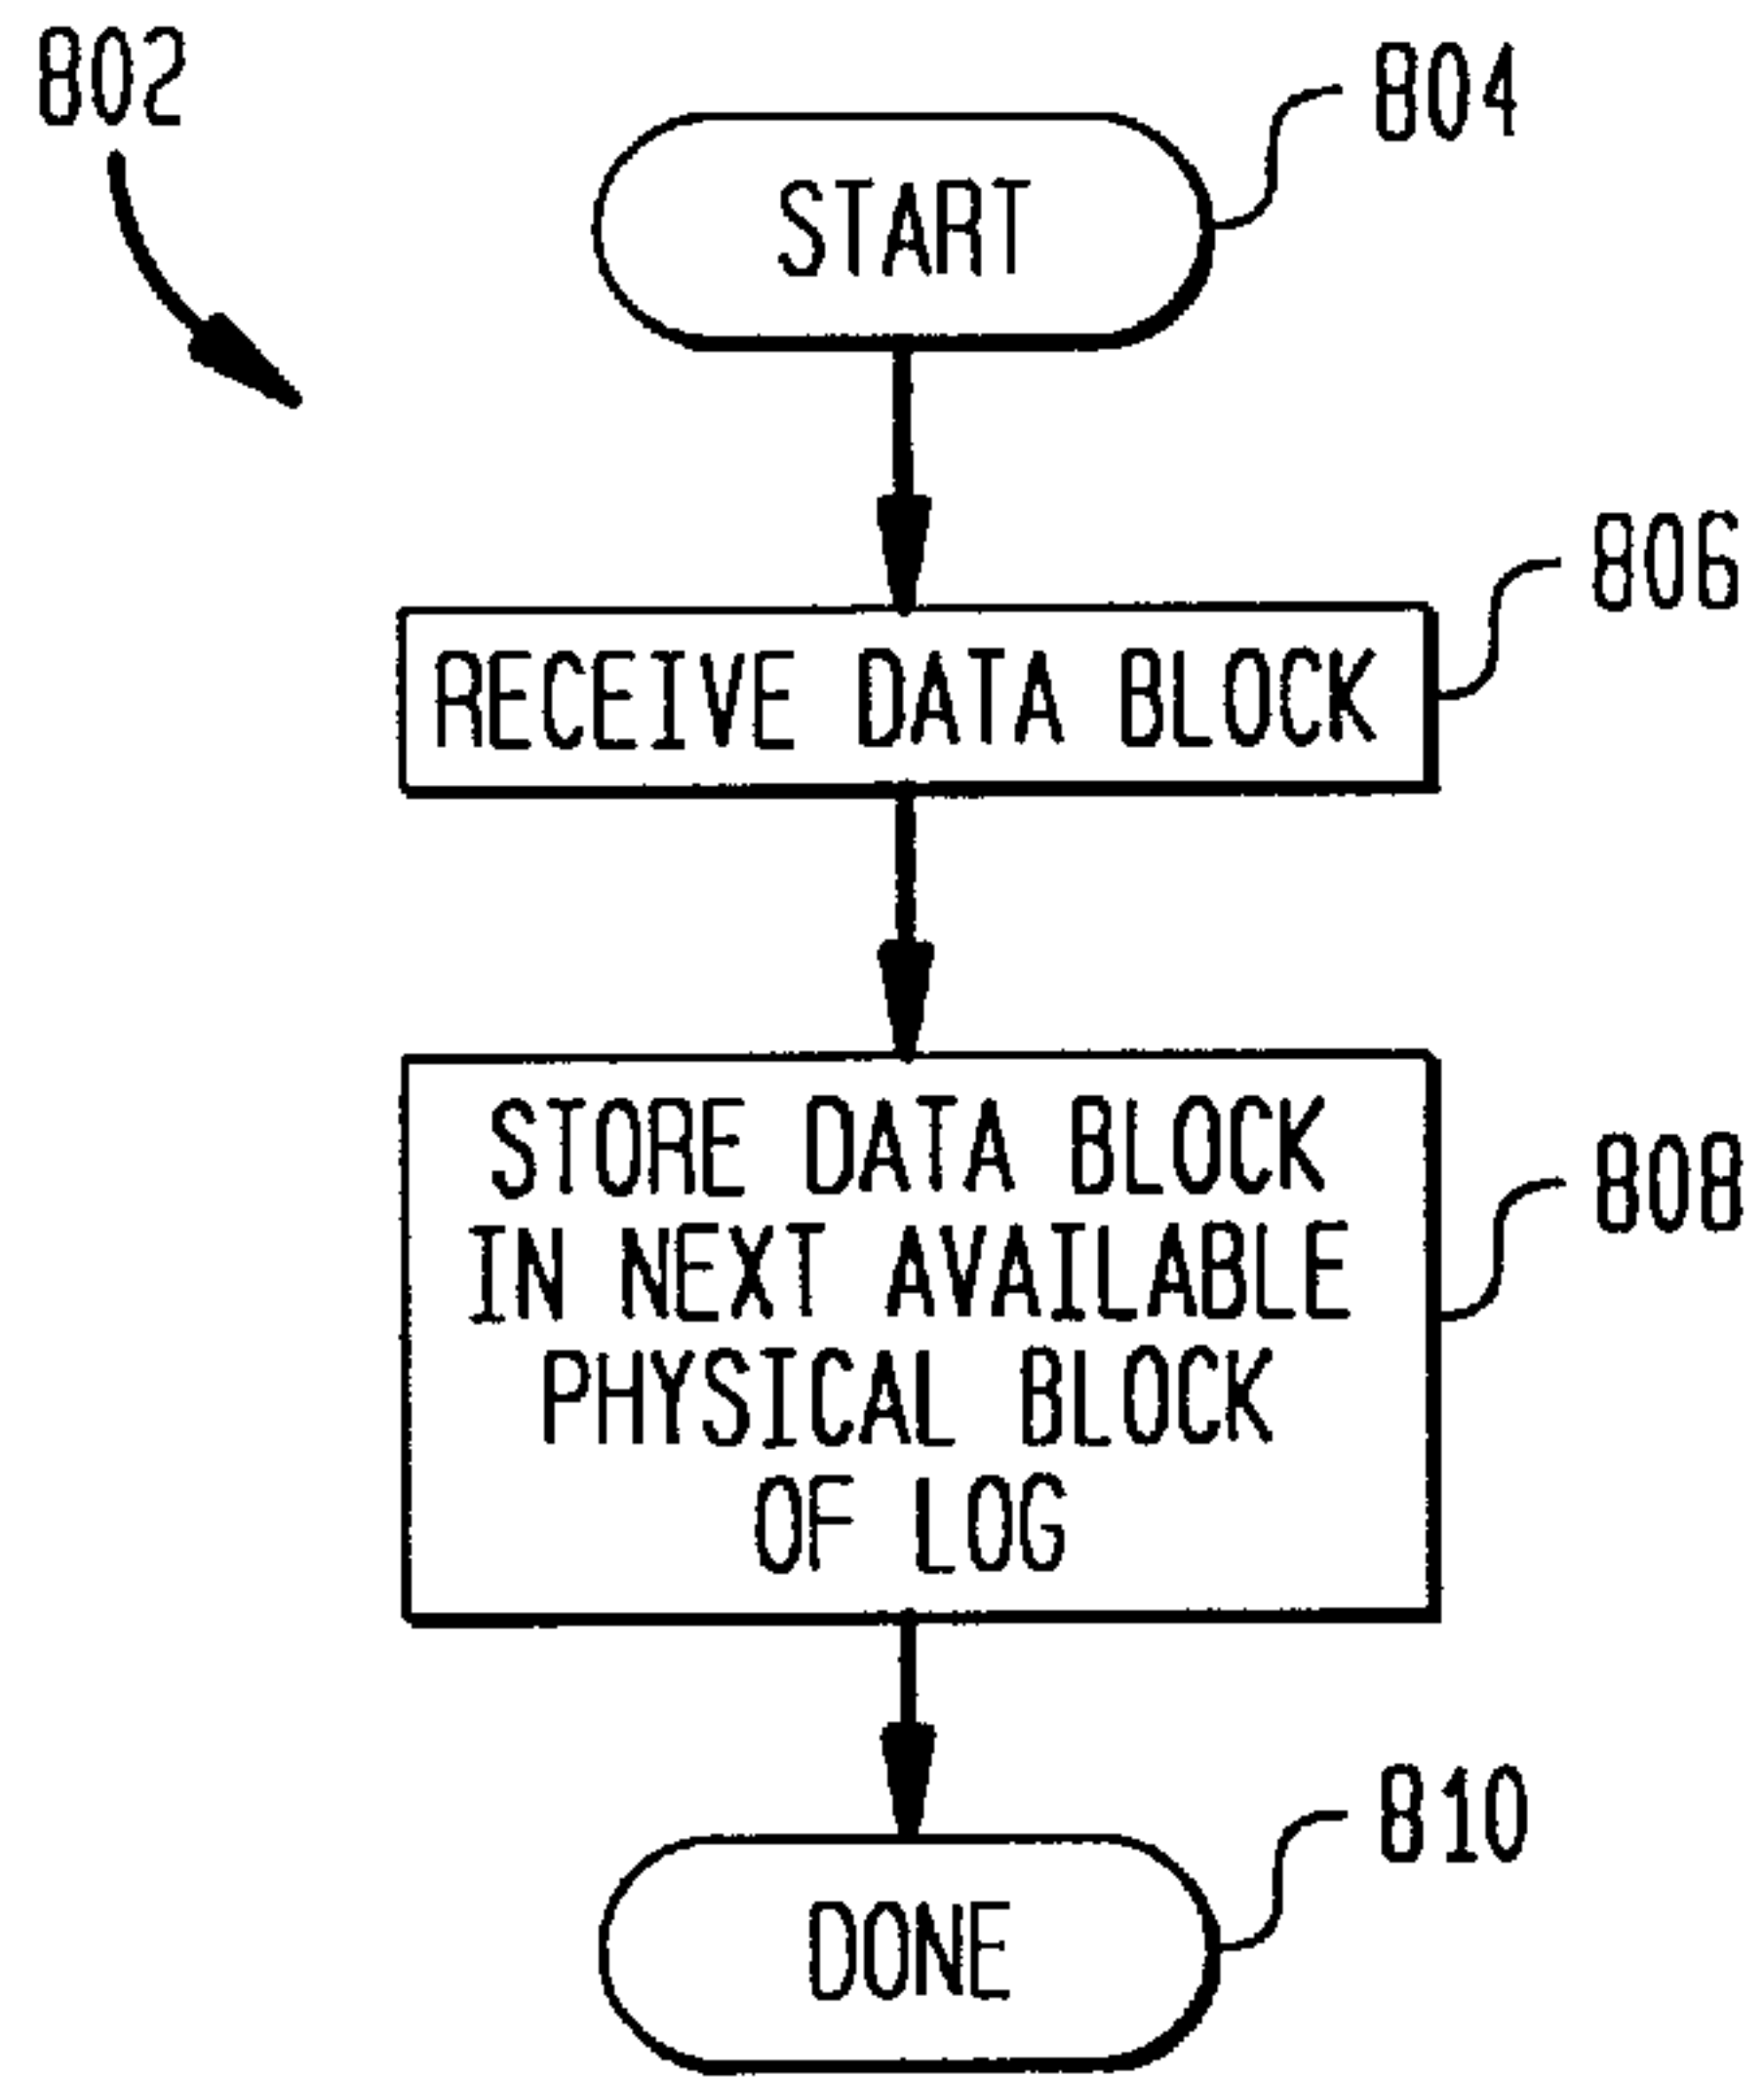 802
804
START
806
RECEIVE DATA BLOCK
STORE DATA BLOCK
IN NEXT AVAILABLE
PHYSICAL BLOCK
OF LOG
808
810
DONE